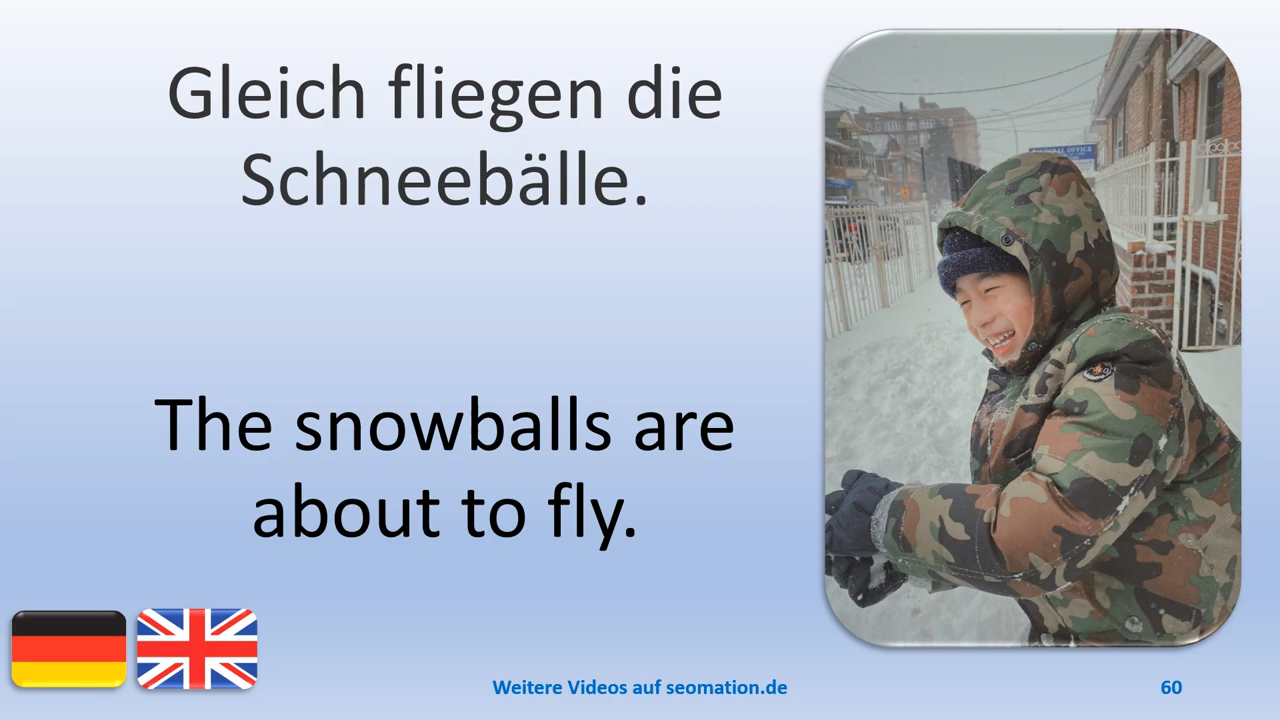 Gleich fliegen die
Schneebälle.
The snowballs are
about to fly.
Weitere Videos auf seomation.de
60